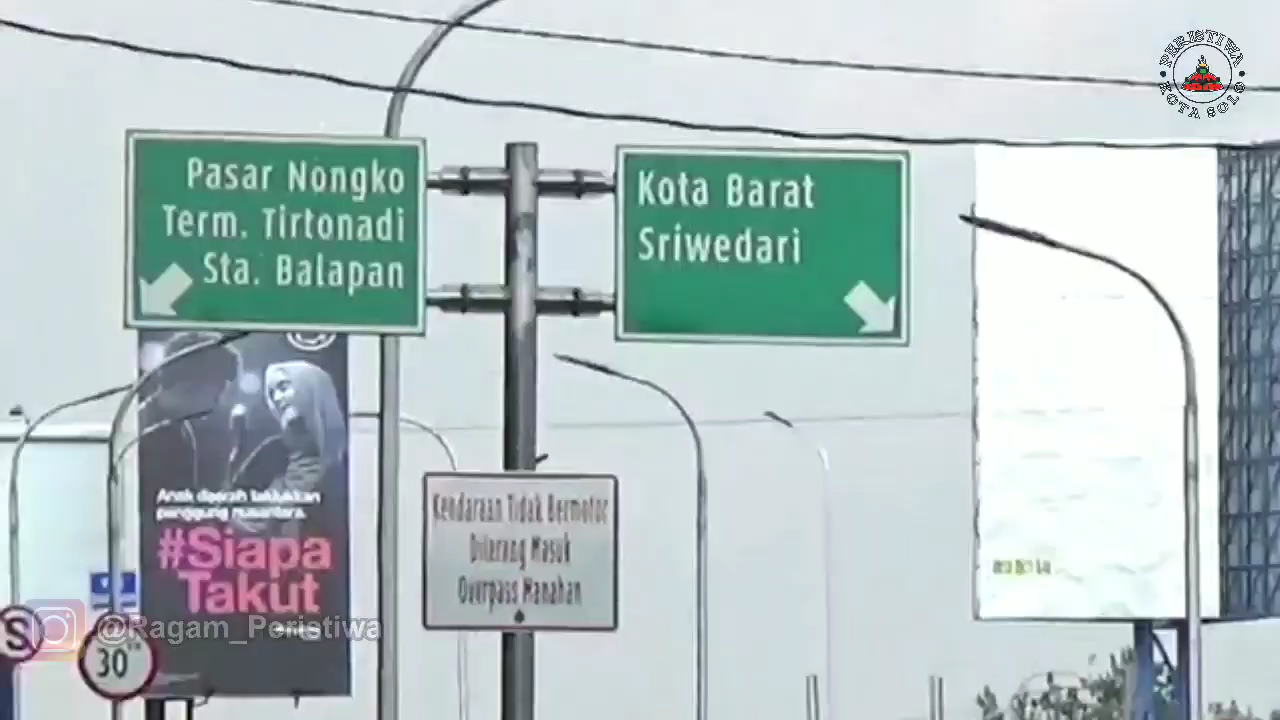 PERISTIWA
KOTA SOLO
Pasar Nongko
Term. Tirtonadi
Sta. Balapan
Kota Barat
Sriwedari
Anak daerah taklukkan
panggung nusantara.
#Siapa
Takut
Kendaraan Tidak Bermotor
Dilarang Masuk
Overpass Manahan
@Ragam_Peristiwa
S
30